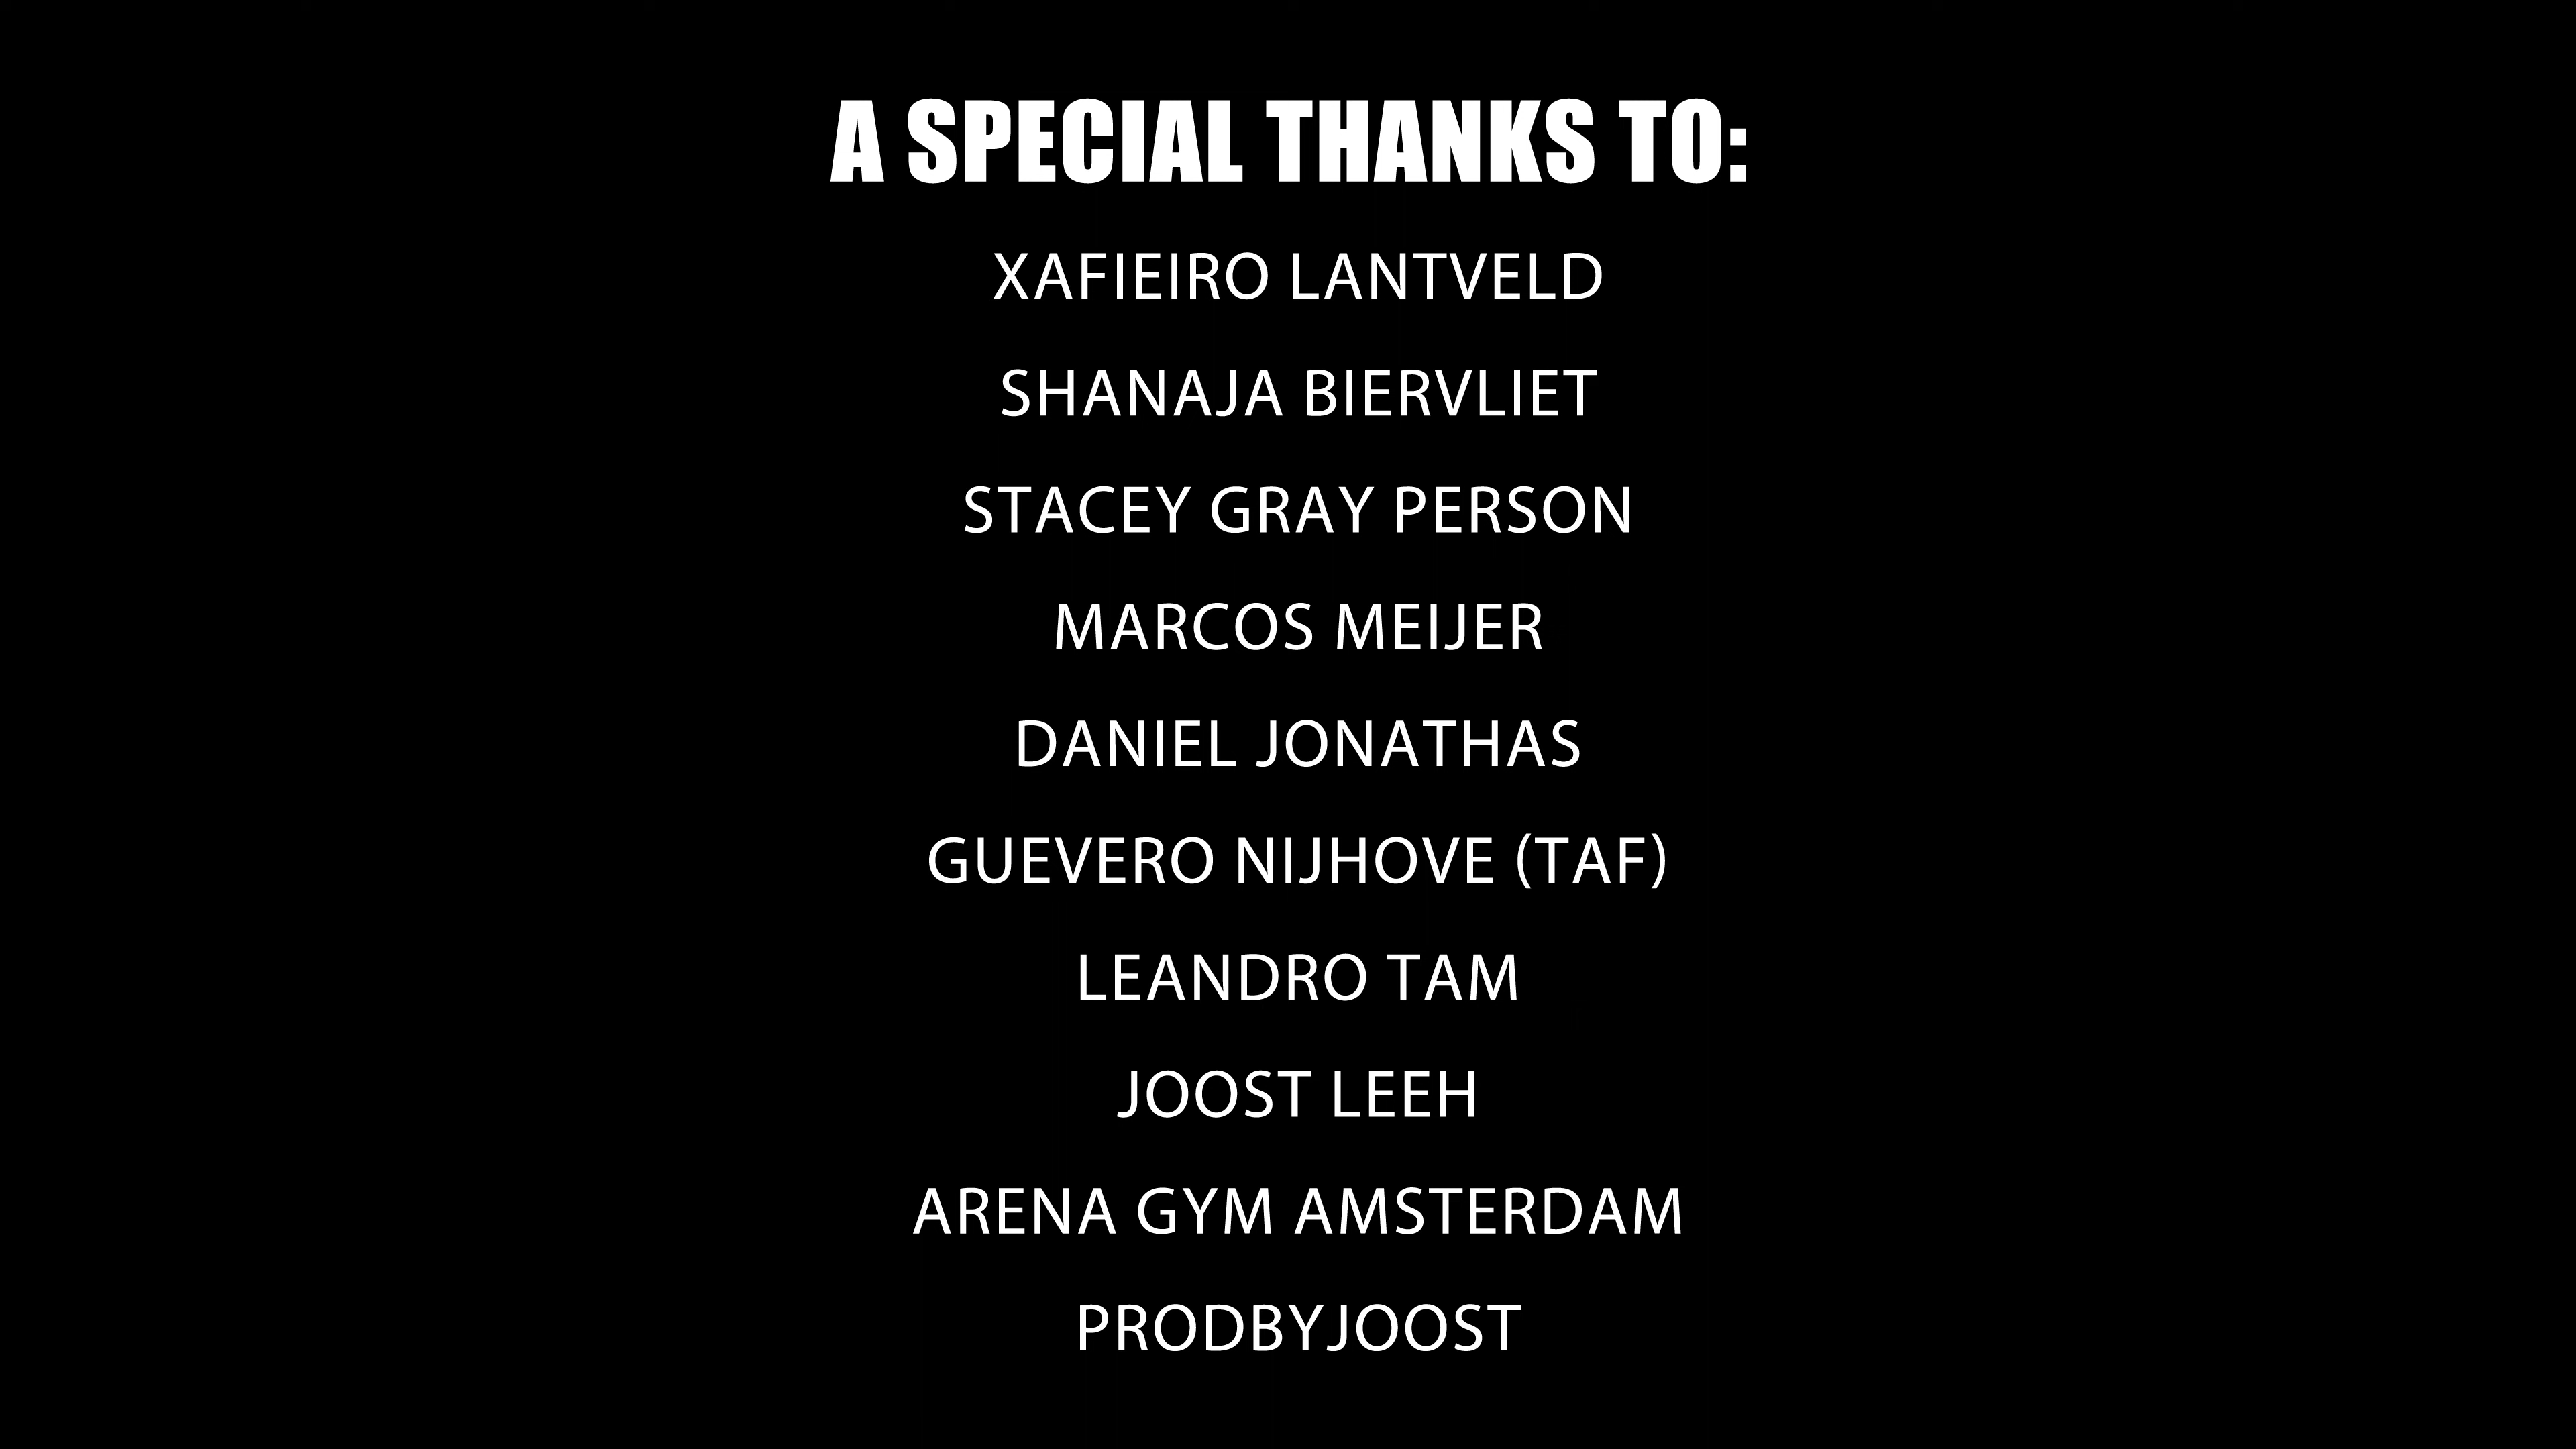 A SPECIAL THANKS TO:
XAFIEIRO LANTVELD
SHANAJA BIERVLIET
STACEY GRAY PERSON
MARCOS MEIJER
DANIEL JONATHAS
GUEVERO NIJHOVE (TAF)
LEANDRO TAM
JOOST LEEH
ARENA GYM AMSTERDAM
PRODBYJOOST